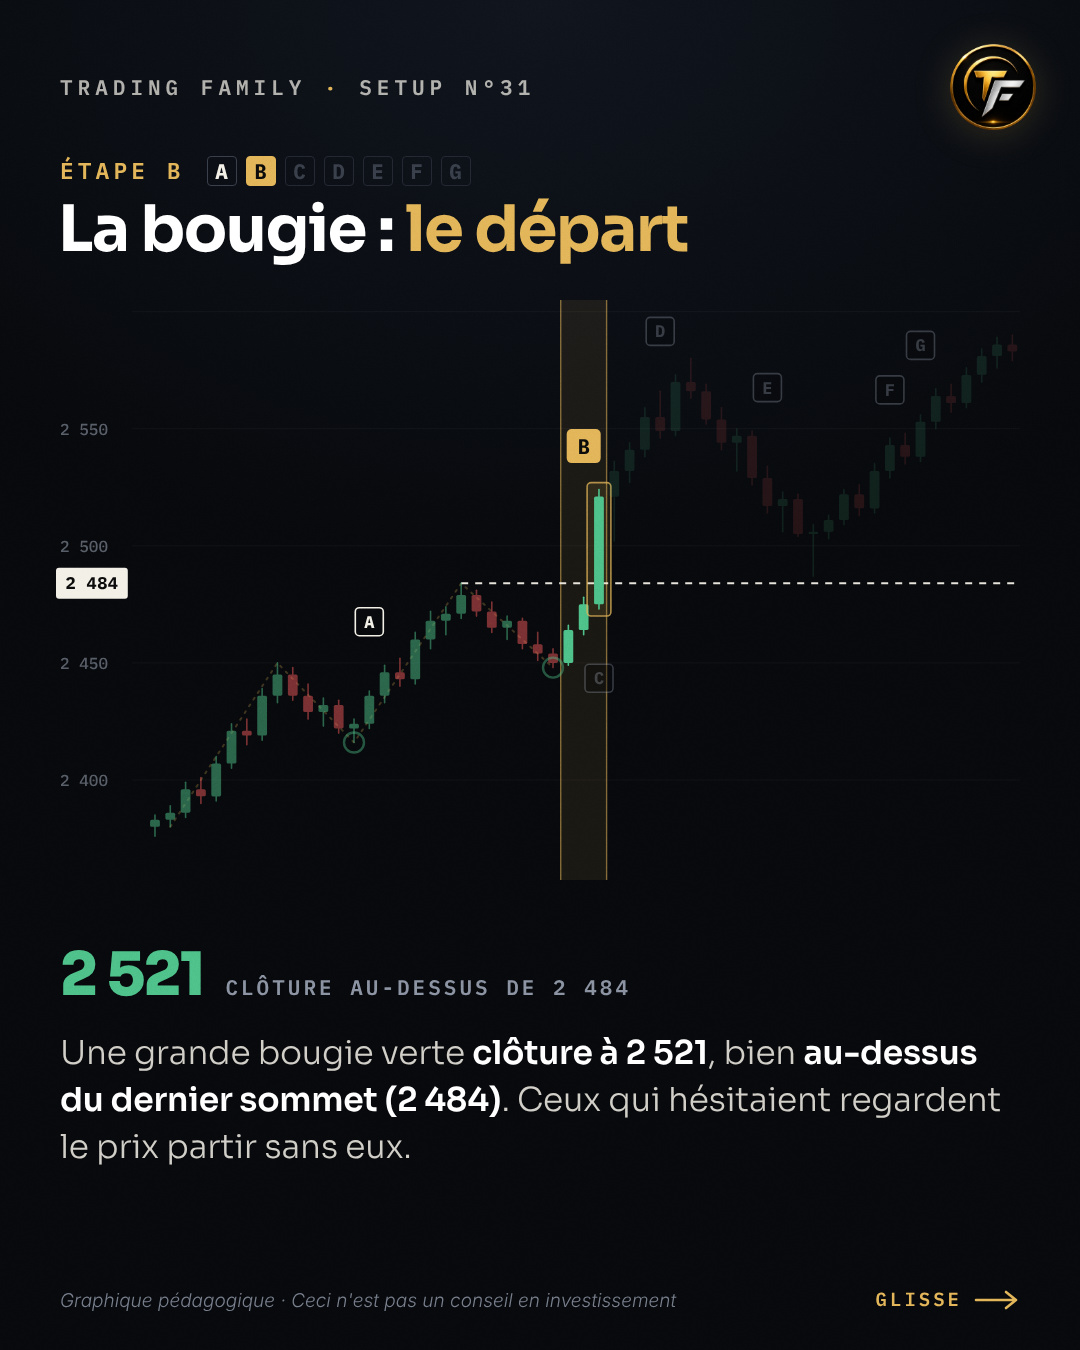 TRADING FAMILY · SETUP N°31
TF
ÉTAPE B A B C D E F G
La bougie : le départ
D
G
E
F
2 550
B
2 500
2 484
A
2 450
C
2 400
2 521 CLÔTURE AU-DESSUS DE 2 484
Une grande bougie verte clôture à 2 521, bien au-dessus
du dernier sommet (2 484). Ceux qui hésitaient regardent
le prix partir sans eux.
Graphique pédagogique · Ceci n'est pas un conseil en investissement
GLISSE →